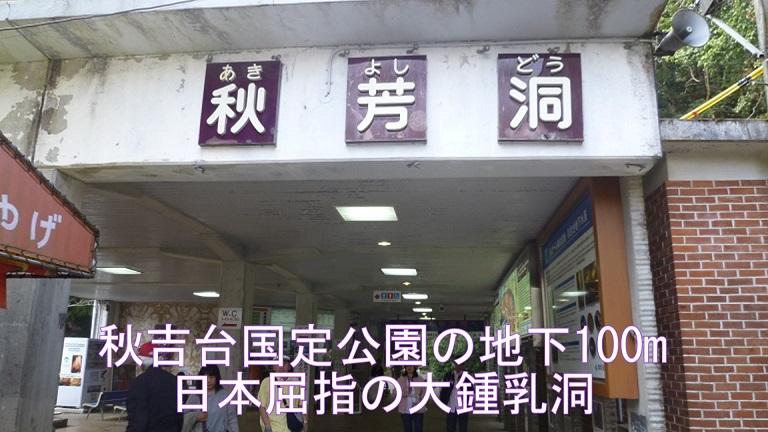 あき よし どう
秋 芳 洞
ゆげ
W.C
秋吉台国定公園の地下100m
日本屈指の大鍾乳洞